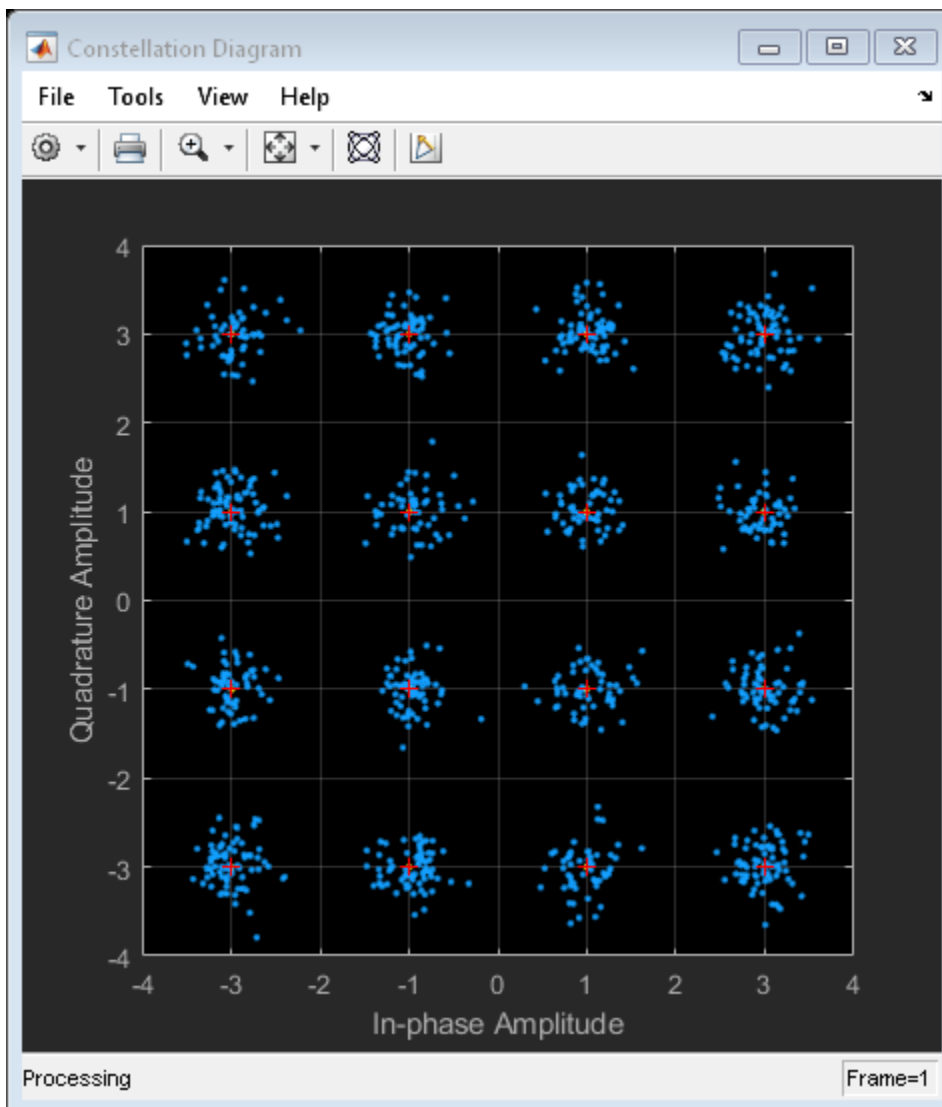 Constellation Diagram
File Tools View Help
4
3
2
1
0
-1
-2
-3
-4
Quadrature Amplitude
-4 -3 -2 -1 0 1 2 3 4
In-phase Amplitude
Processing Frame=1